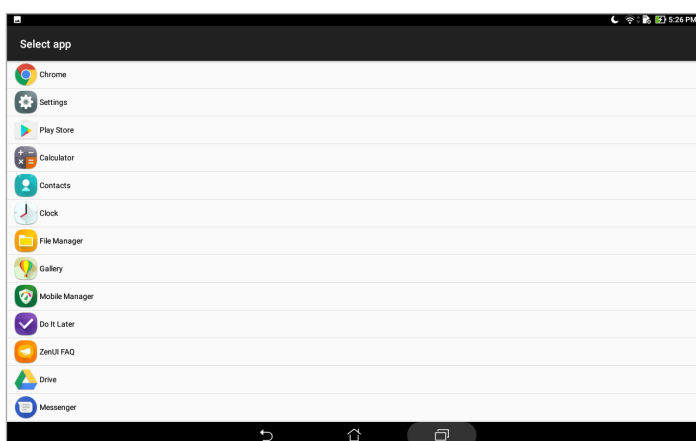 5:26 PM
Select app
Chrome
Settings
Play Store
Calculator
Contacts
Clock
File Manager
Gallery
Mobile Manager
Do It Later
ZenUI FAQ
Drive
Messenger